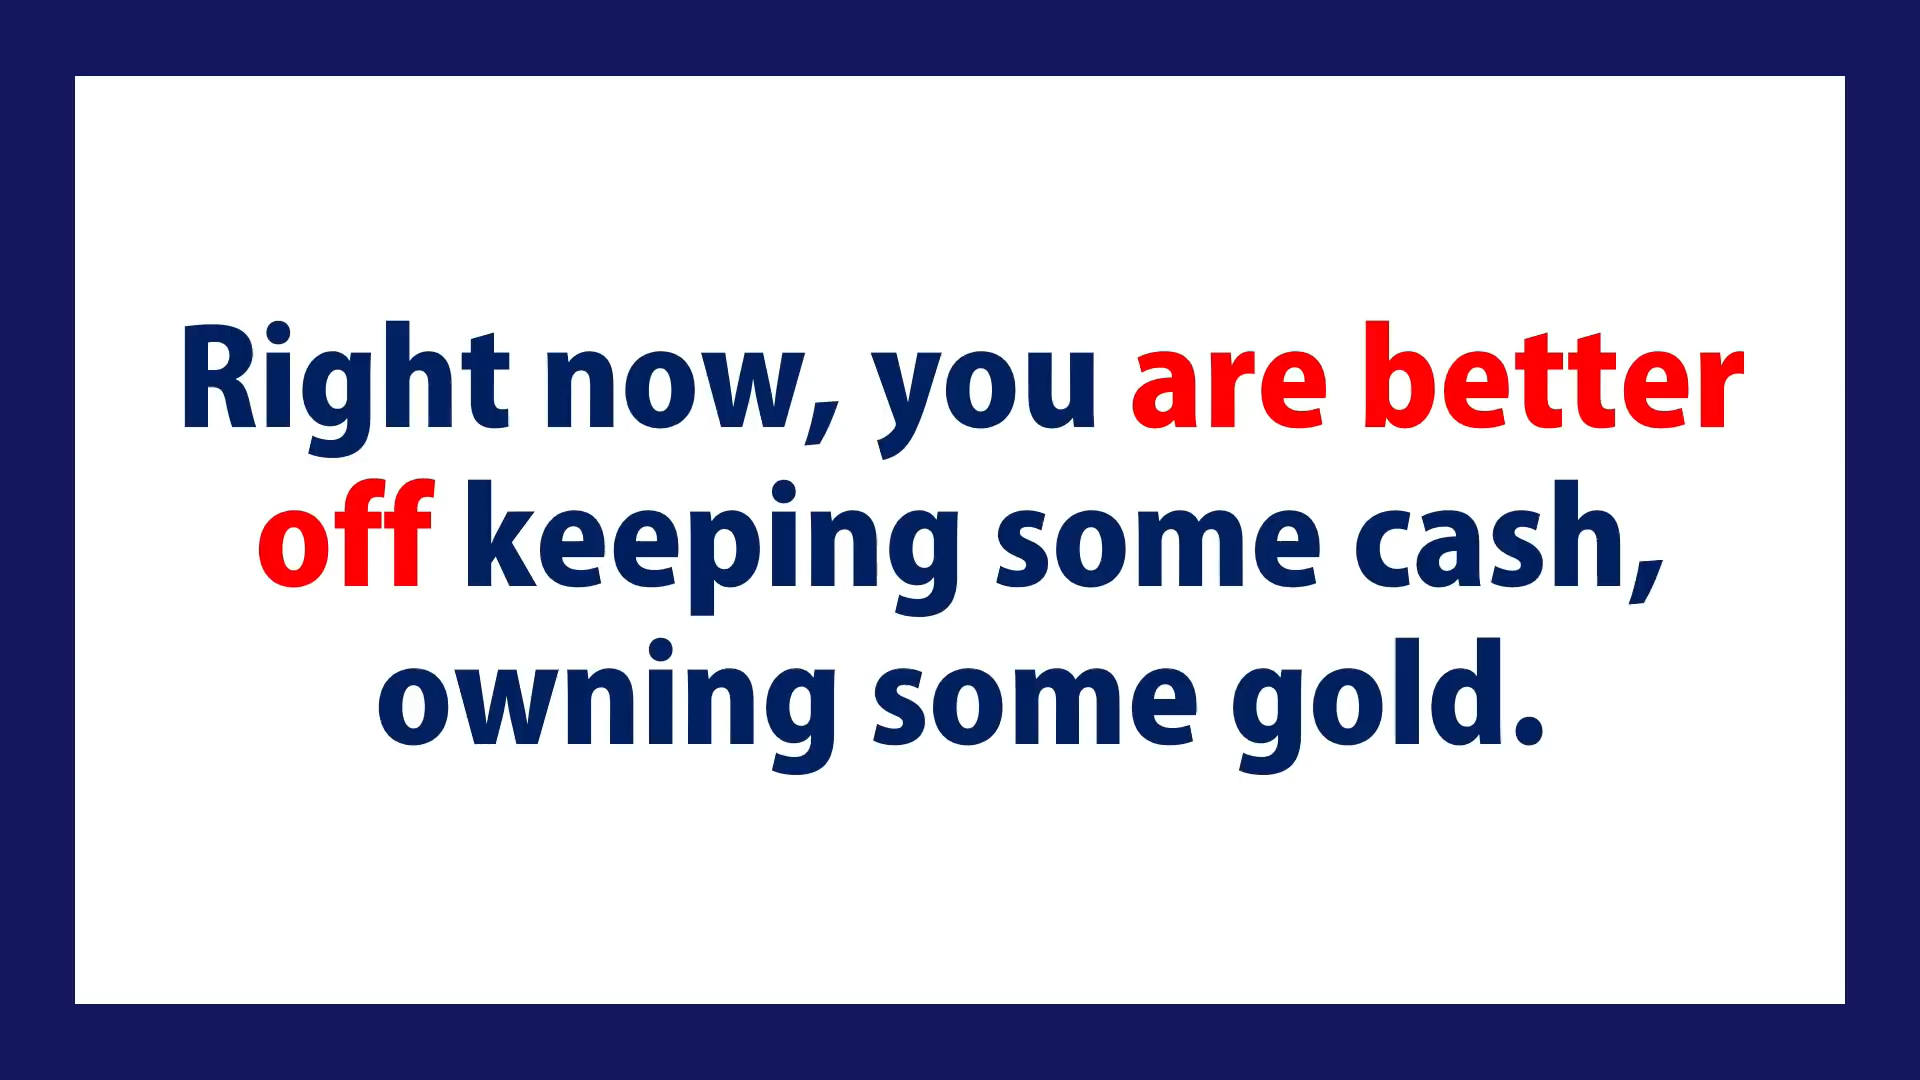 Right now, you are better
off keeping some cash,
owning some gold.